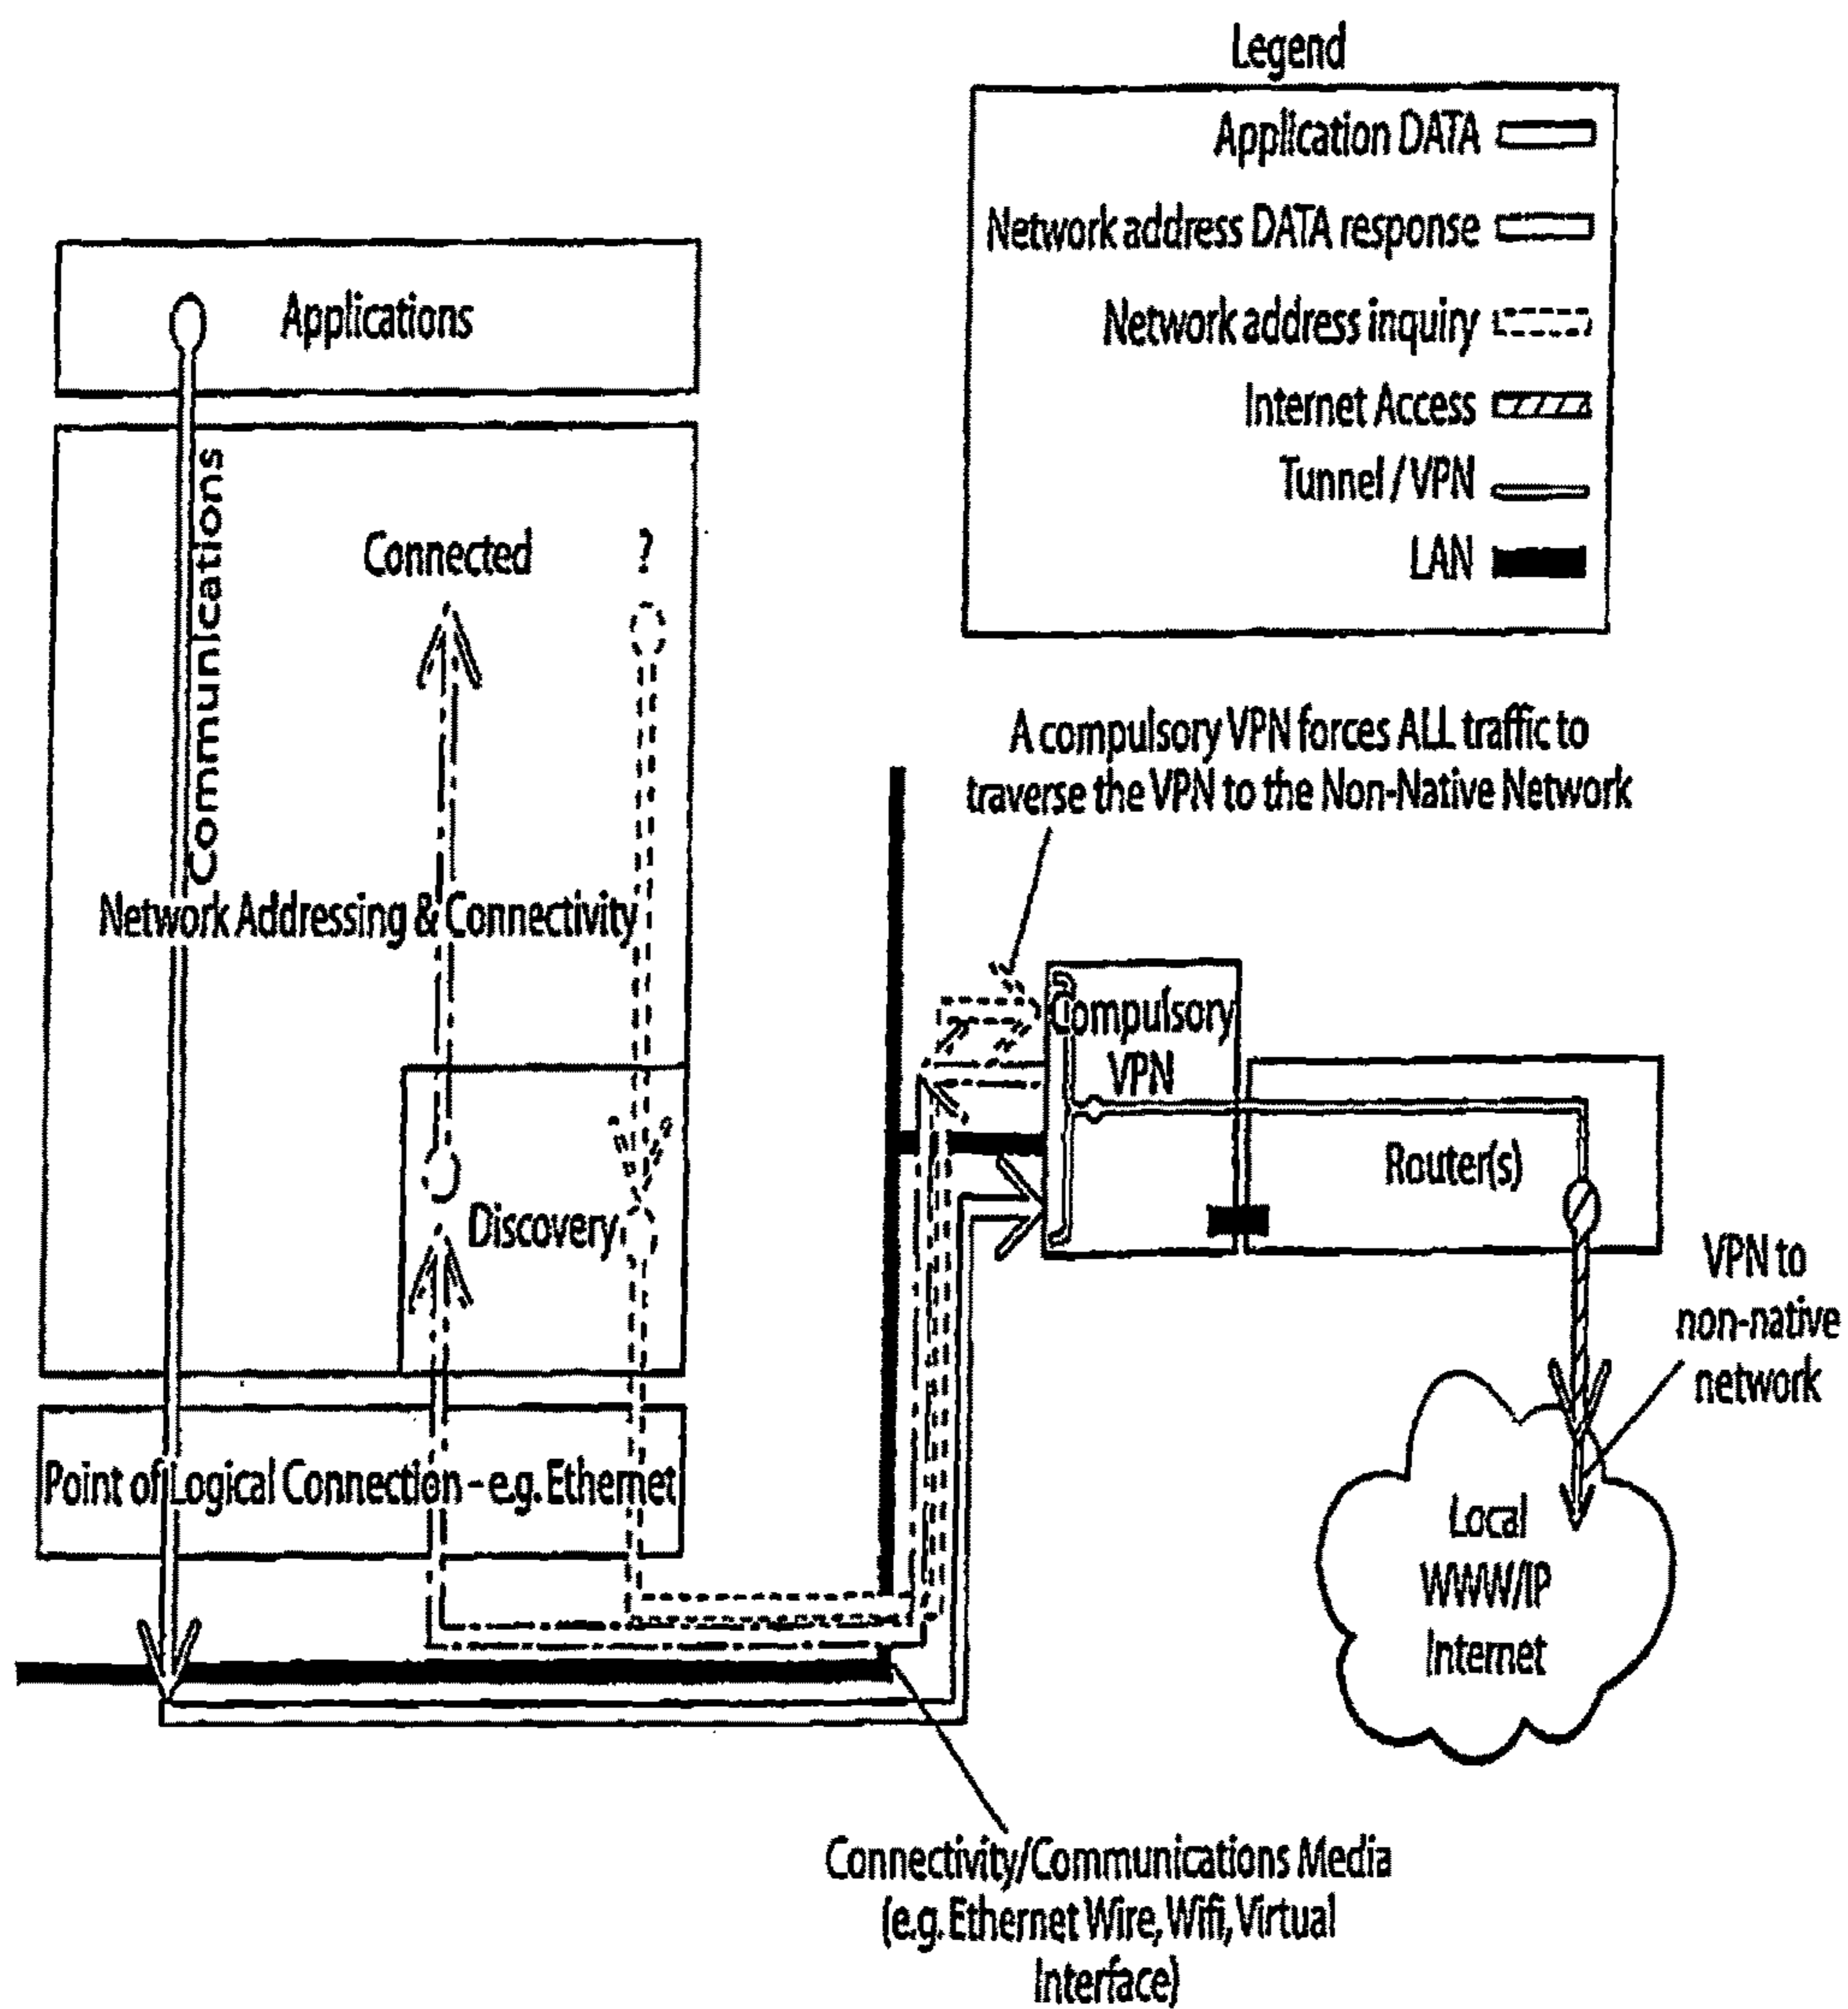 Legend
Application DATA
Network address DATA response
Network address inquiry
Internet Access
Tunnel / VPN
LAN
Applications
Communications
Connected
?
Network Addressing & Connectivity
Discovery
Point of Logical Connection - e.g. Ethernet
A compulsory VPN forces ALL traffic to
traverse the VPN to the Non-Native Network
Compulsory
VPN
Router(s)
VPN to
non-native
network
Local
WWW/IP
Internet
Connectivity/Communications Media
(e.g. Ethernet Wire, Wifi, Virtual
Interface)